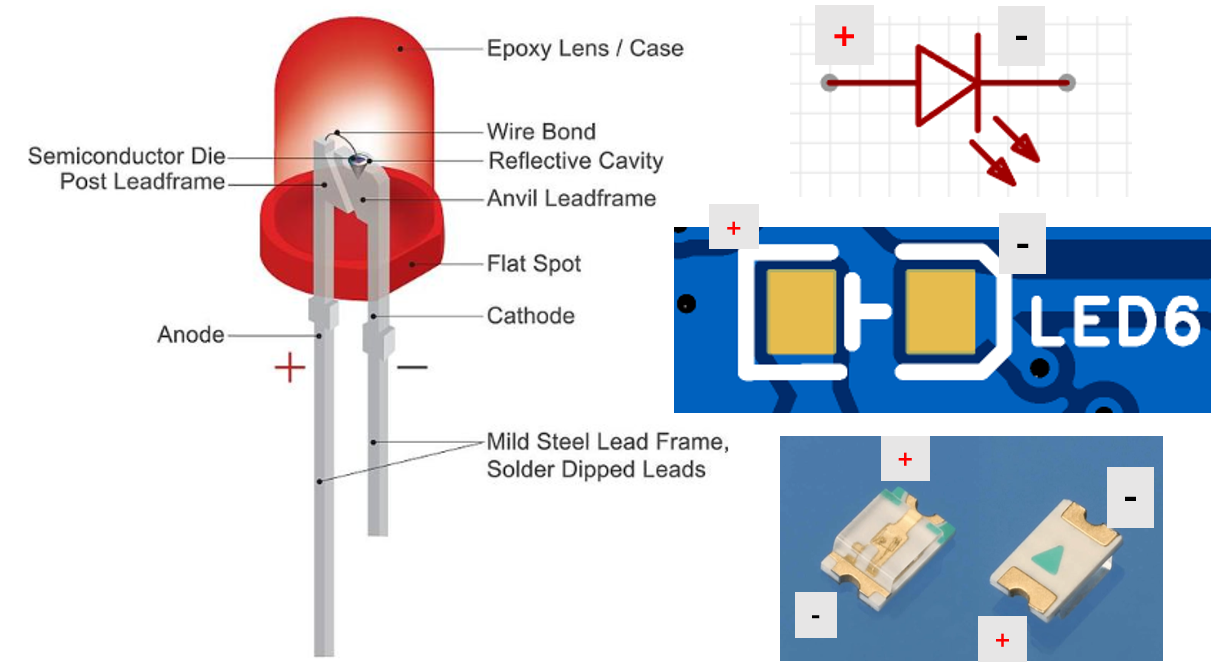 Epoxy Lens / Case
Wire Bond
Semiconductor Die
Reflective Cavity
Post Leadframe
Anvil Leadframe
Flat Spot
Cathode
Anode
+ −
Mild Steel Lead Frame,
Solder Dipped Leads
+ -
+ -
LED6
+
-
-
+